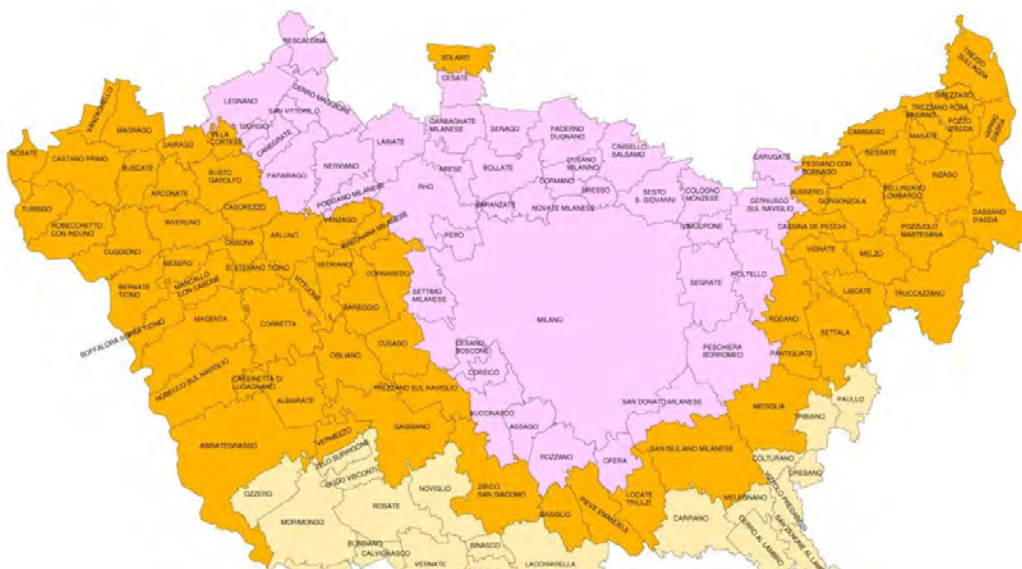 RESCALDINA
SOLARO
CESATE
TREZZO
SULL'ADDA
LEGNANO
CERRO MAGGIORE
SAN VITTORE O.
S. GIORGIO
CANEGRATE
VILLA
CORTESE
PARABIAGO
NERVIANO
LAINATE
GARBAGNATE
MILANESE
SENAGO
PADERNO
DUGNANO
CINISELLO
BALSAMO
CUSANO
MILANINO
ARESE
BOLLATE
CORMANO
BRESSO
RHO
BARANZATE
NOVATE MILANESE
SESTO
S. GIOVANNI
COLOGNO
MONZESE
POGLIANO MILANESE
PERO
VIMODRONE
CERNUSCO
SUL NAVIGLIO
CARUGATE
VANZAGHELLO
MAGNAGO
NOSATE
CASTANO PRIMO
BUSCATE
DAIRAGO
BUSTO
GAROLFO
ARCONATE
TURBIGO
ROBECCHETTO
CON INDUNO
INVERUNO
CASOREZZO
CUGGIONO
OSSONA
ARLUNO
VANZAGO
PREGNANA MILANESE
MESERO
MARCALLO
CON CASONE
S. STEFANO TICINO
VITTUONE
SEDRIANO
CORNAREDO
BERNATE
TICINO
BAREGGIO
SETTIMO
MILANESE
BOFFALORA SOPRA TICINO
MAGENTA
CORBETTA
CUSAGO
CISLIANO
ROBECCO SUL NAVIGLIO
CASSINETTA DI
LUGAGNANO
ALBAIRATE
TREZZANO SUL NAVIGLIO
GAGGIANO
VERMEZZO
ABBIATEGRASSO
ZELO SURRIGONE
GUDO VISCONTI
OZZERO
MORIMONDO
ROSATE
NOVIGLIO
BUBBIANO
CALVIGNASCO
VERNATE
BINASCO
LACCHIARELLA
ZIBIDO
SAN GIACOMO
BASIGLIO
PIEVE EMANUELE
LOCATE
TRIULZI
MILANO
CESANO
BOSCONE
CORSICO
BUCCINASCO
ASSAGO
ROZZANO
OPERA
SAN DONATO MILANESE
SEGRATE
PIOLTELLO
PESCHIERA
BORROMEO
GREZZAGO
TREZZANO ROSA
BASIANO
POZZO
D'ADDA
VAPRIO
D'ADDA
MASATE
CAMBIAGO
GESSATE
PESSANO CON
BORNAGO
INZAGO
BUSSERO
GORGONZOLA
BELLINZAGO
LOMBARDO
CASSINA DE PECCHI
CASSANO
D'ADDA
POZZUOLO
MARTESANA
VIGNATE
MELZO
LISCATE
TRUCCAZZANO
RODANO
SETTALA
PANTIGLIATE
MEDIGLIA
PAULLO
TRIBIANO
SAN GIULIANO MILANESE
COLTURANO
DRESANO
VIZZOLO PREDABISSI
MELEGNANO
CARPIANO
CERRO AL LAMBRO